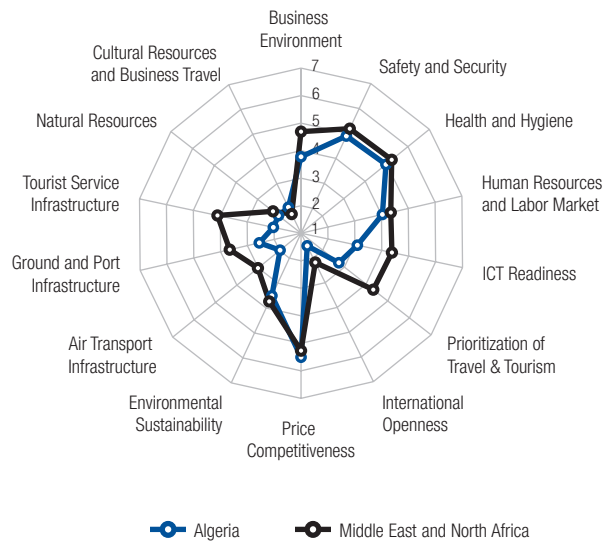 Business
Environment
Cultural Resources
and Business Travel
Safety and Security
Natural Resources
Health and Hygiene
Tourist Service
Infrastructure
Human Resources
and Labor Market
Ground and Port
Infrastructure
ICT Readiness
Air Transport
Infrastructure
Prioritization of
Travel & Tourism
Environmental
Sustainability
International
Openness
Price
Competitiveness
7
6
5
4
3
2
1
Algeria
Middle East and North Africa